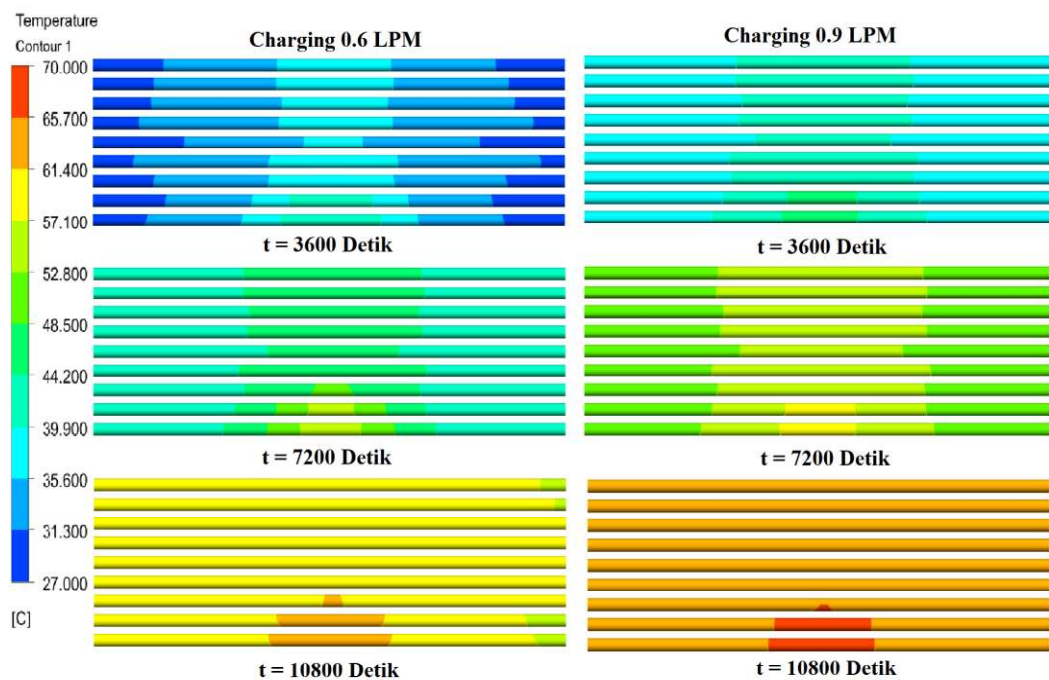 Temperature
Contour 1
70.000
65.700
61.400
57.100
52.800
48.500
44.200
39.900
35.600
31.300
27.000
[C]
Charging 0.6 LPM
Charging 0.9 LPM
t = 3600 Detik
t = 3600 Detik
t = 7200 Detik
t = 7200 Detik
t = 10800 Detik
t = 10800 Detik